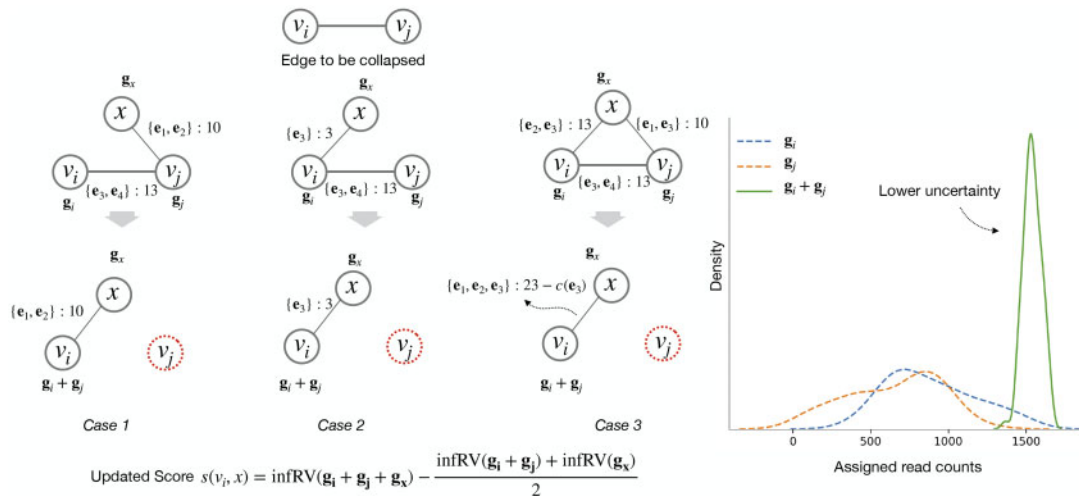 v_i v_j
Edge to be collapsed
g_x
x
{e_1, e_2} : 10
v_i v_j
{e_3, e_4} : 13
g_i g_j
g_x
x
{e_1, e_2} : 10
v_i v_j
g_i + g_j
Case 1
g_x
x
{e_3} : 3
v_i v_j
{e_3, e_4} : 13
g_i g_j
g_x
x
{e_3} : 3
v_i v_j
g_i + g_j
Case 2
g_x
x
{e_2, e_3} : 13 {e_1, e_3} : 10
v_i v_j
{e_3, e_4} : 13
g_i g_j
g_x
{e_1, e_2, e_3} : 23 − c(e_3) x
v_i v_j
g_i + g_j
Case 3
Updated Score s(v_i, x) = infRV(g_i + g_j + g_x) − (infRV(g_i + g_j) + infRV(g_x)) / 2
g_i
g_j
g_i + g_j
Lower uncertainty
Density
0 500 1000 1500
Assigned read counts